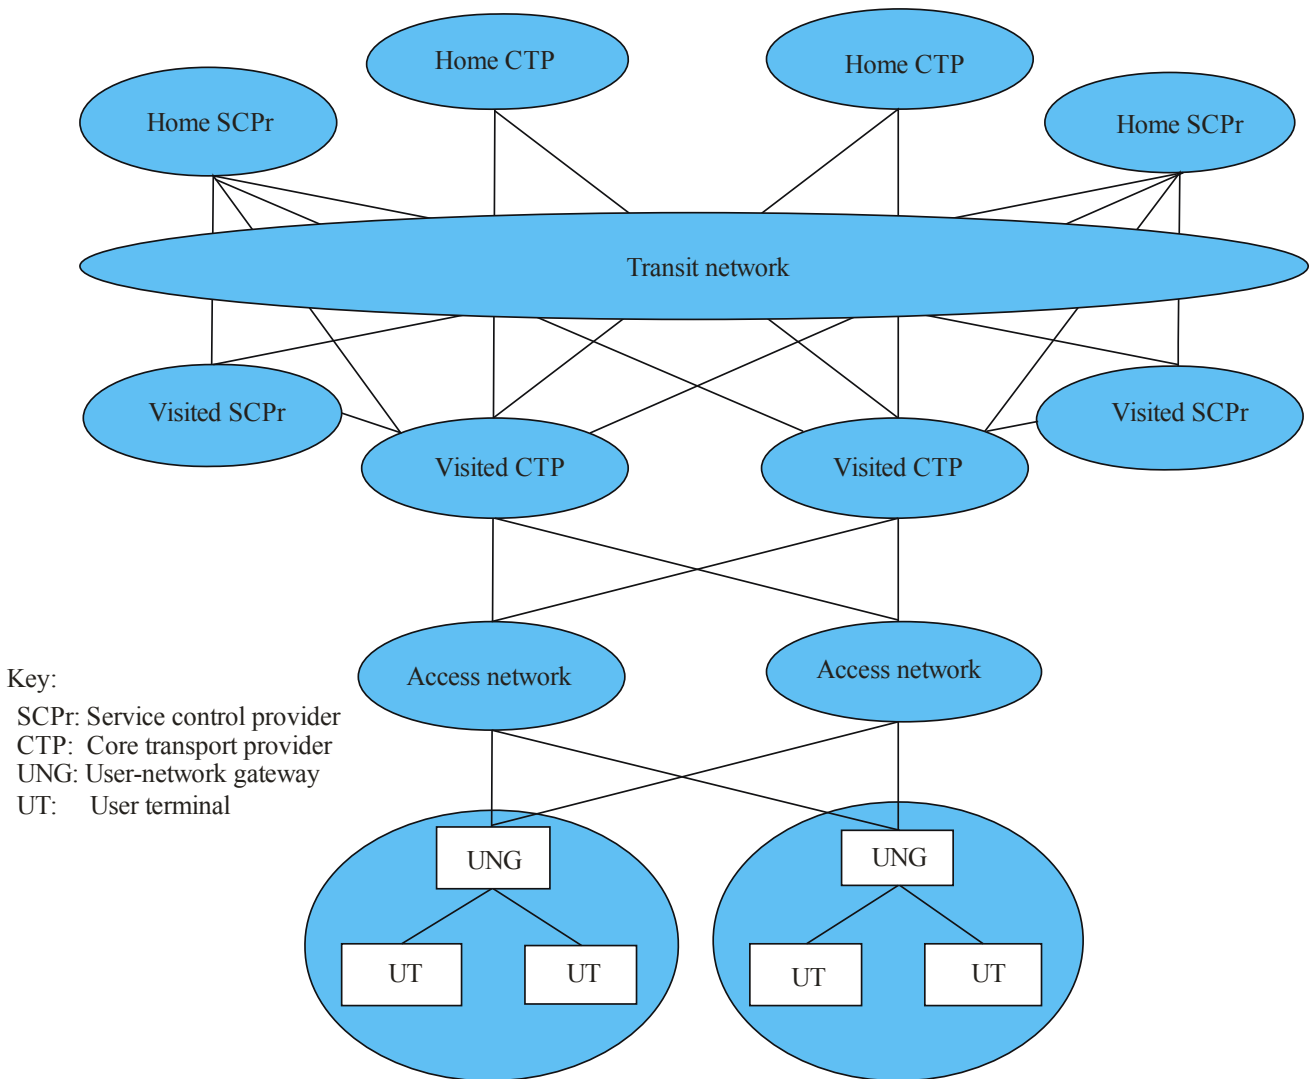 Home CTP
Home CTP
Home SCPr
Home SCPr
Transit network
Visited SCPr
Visited SCPr
Visited CTP
Visited CTP
Access network
Access network
Key:
SCPr: Service control provider
CTP: Core transport provider
UNG: User-network gateway
UT: User terminal
UNG
UNG
UT
UT
UT
UT